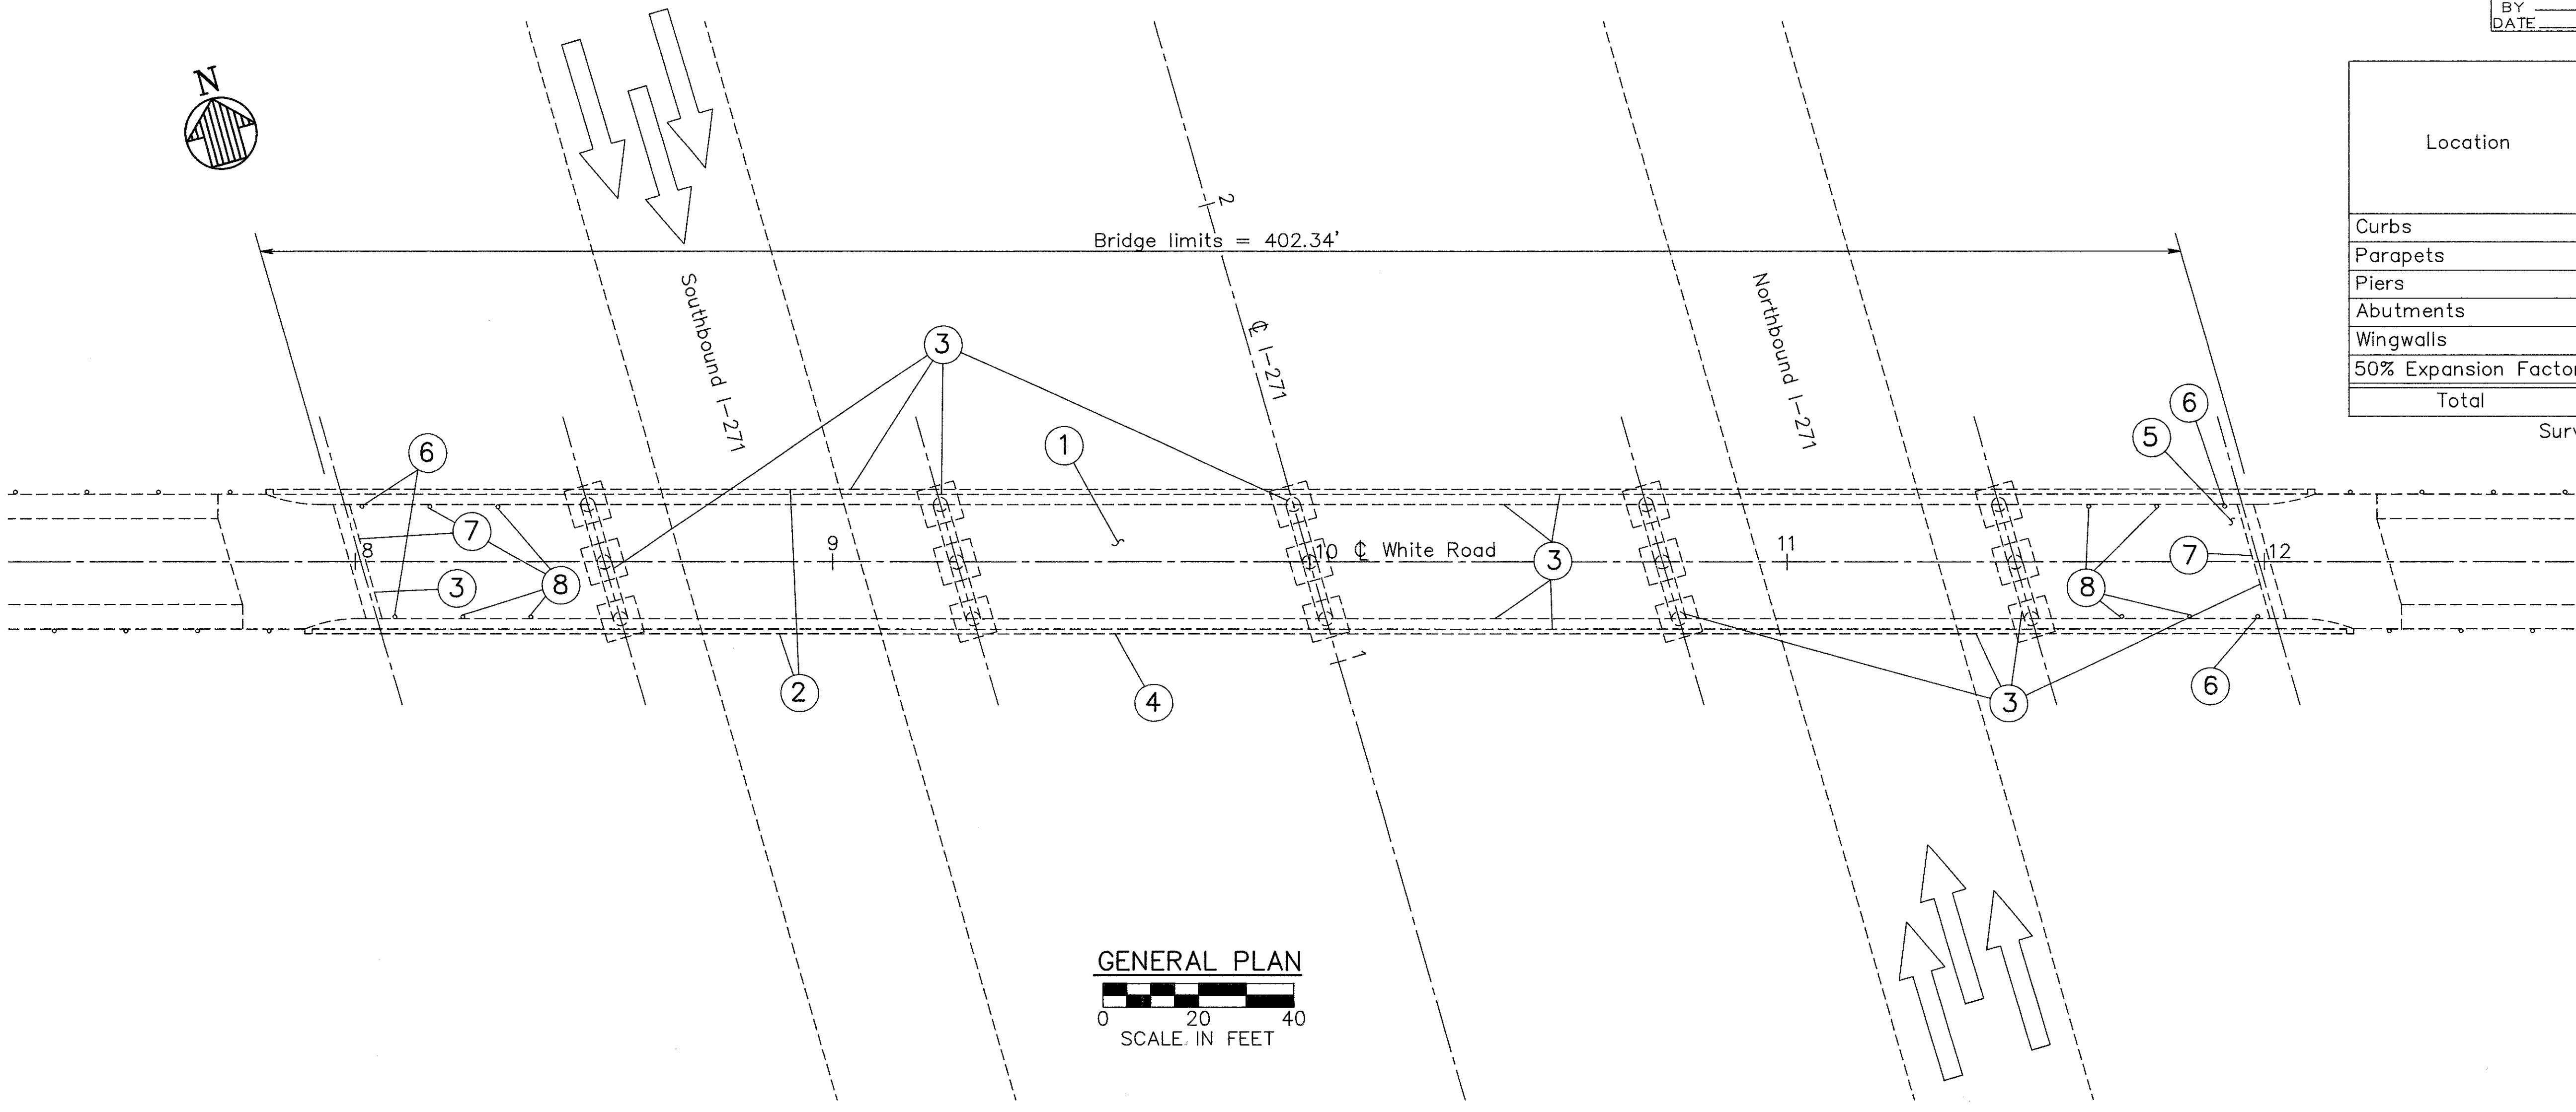 BY
DATE
N
Location
2
Bridge limits = 402.34'
Curbs
Parapets
Piers
Abutments
Wingwalls
50% Expansion Factor
Total
Southbound I-271
℄ I-271
Northbound I-271
3
6
5
1
6
7
8
9
10 ℄ White Road
3
11
7
12
3
8
8
2
4
1
3
6
GENERAL PLAN
0 20 40
SCALE IN FEET